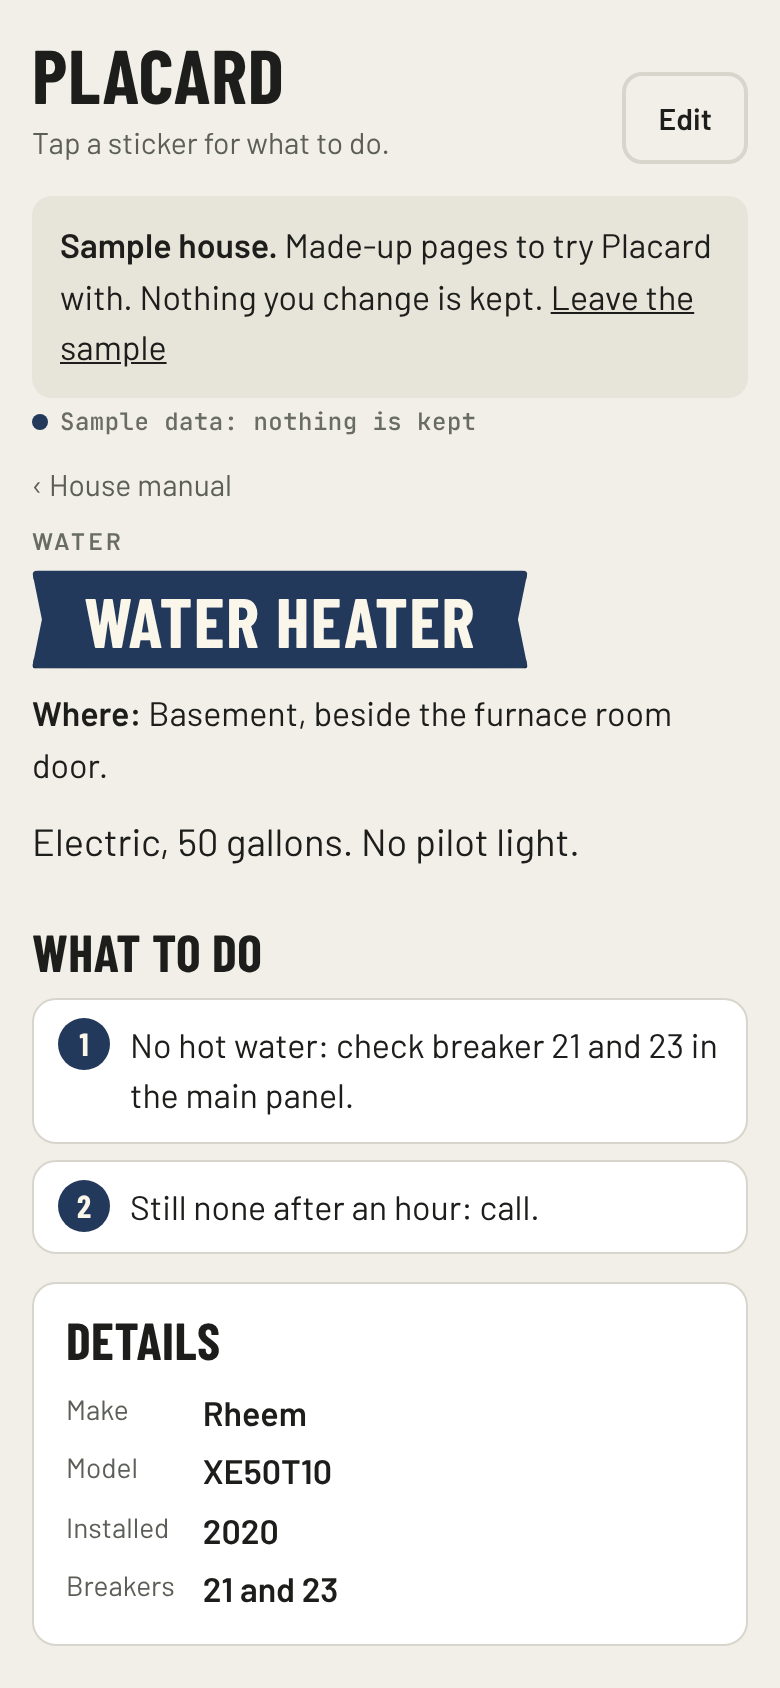 PLACARD
Tap a sticker for what to do.
Edit
Sample house. Made-up pages to try Placard
with. Nothing you change is kept. Leave the
sample
Sample data: nothing is kept
‹ House manual
WATER
WATER HEATER
Where: Basement, beside the furnace room
door.
Electric, 50 gallons. No pilot light.
WHAT TO DO
1 No hot water: check breaker 21 and 23 in
the main panel.
2 Still none after an hour: call.
DETAILS
Make Rheem
Model XE50T10
Installed 2020
Breakers 21 and 23